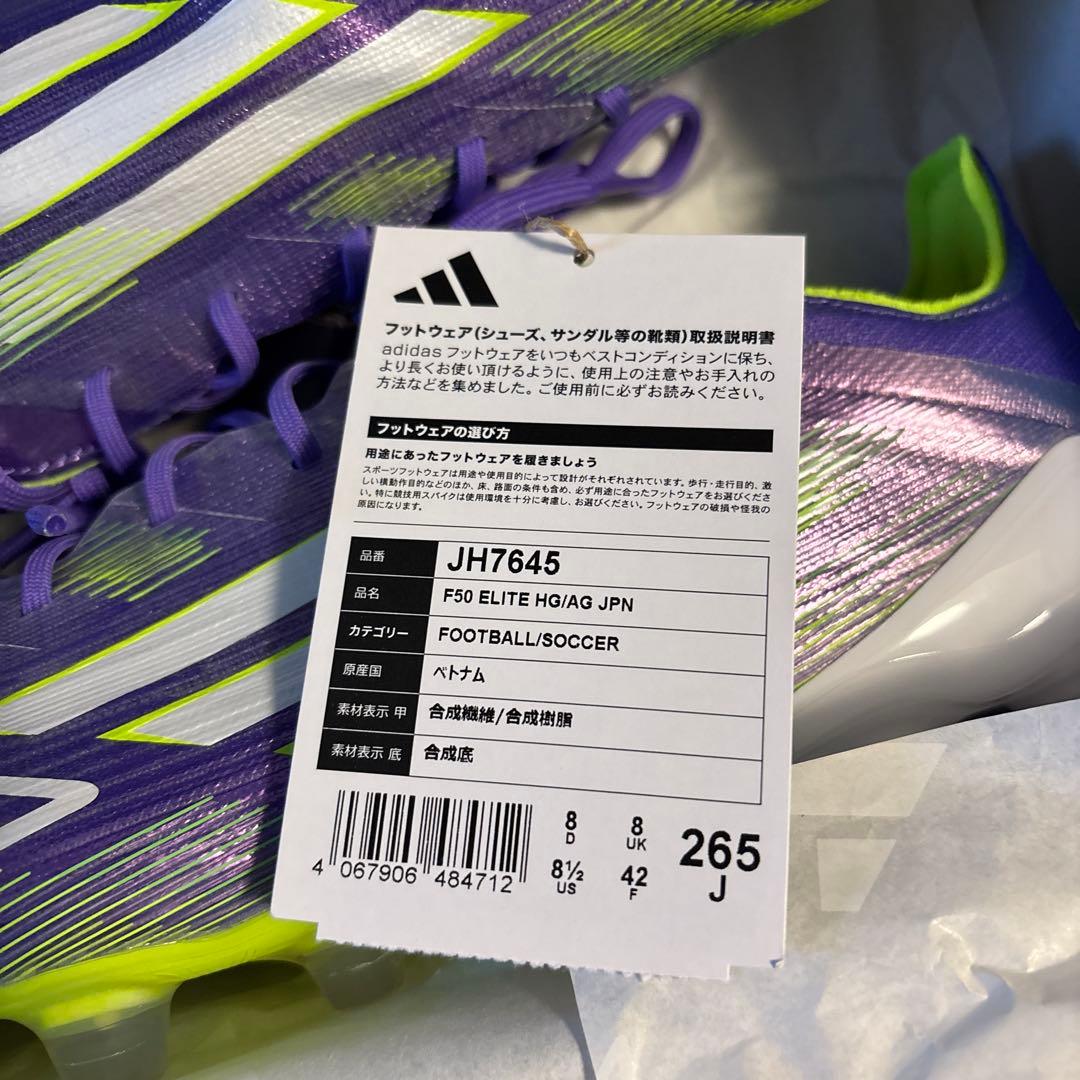 フットウェア(シューズ、サンダル等の靴類)取扱説明書
adidas フットウェアをいつもベストコンディションに保ち、
より長くお使い頂けるように、使用上の注意やお手入れの
方法などを集めました。ご使用前に必ずお読みください。
フットウェアの選び方
用途にあったフットウェアを履きましょう
スポーツフットウェアは用途や使用目的によって設計がそれぞれされています。歩行・走行目的、激
しい横動作目的などのほか、床、路面の条件も含め、必ず用途に合ったフットウェアをお選びくださ
い。特に競技用スパイクは使用環境を十分に考慮し、お選びください。フットウェアの破損や怪我の
原因になります。
品番 JH7645
品名 F50 ELITE HG/AG JPN
カテゴリー FOOTBALL/SOCCER
原産国 ベトナム
素材表示 甲 合成繊維/合成樹脂
素材表示 底 合成底
4 067906 484712
8 D
8 UK
8½ US
42 F
265 J